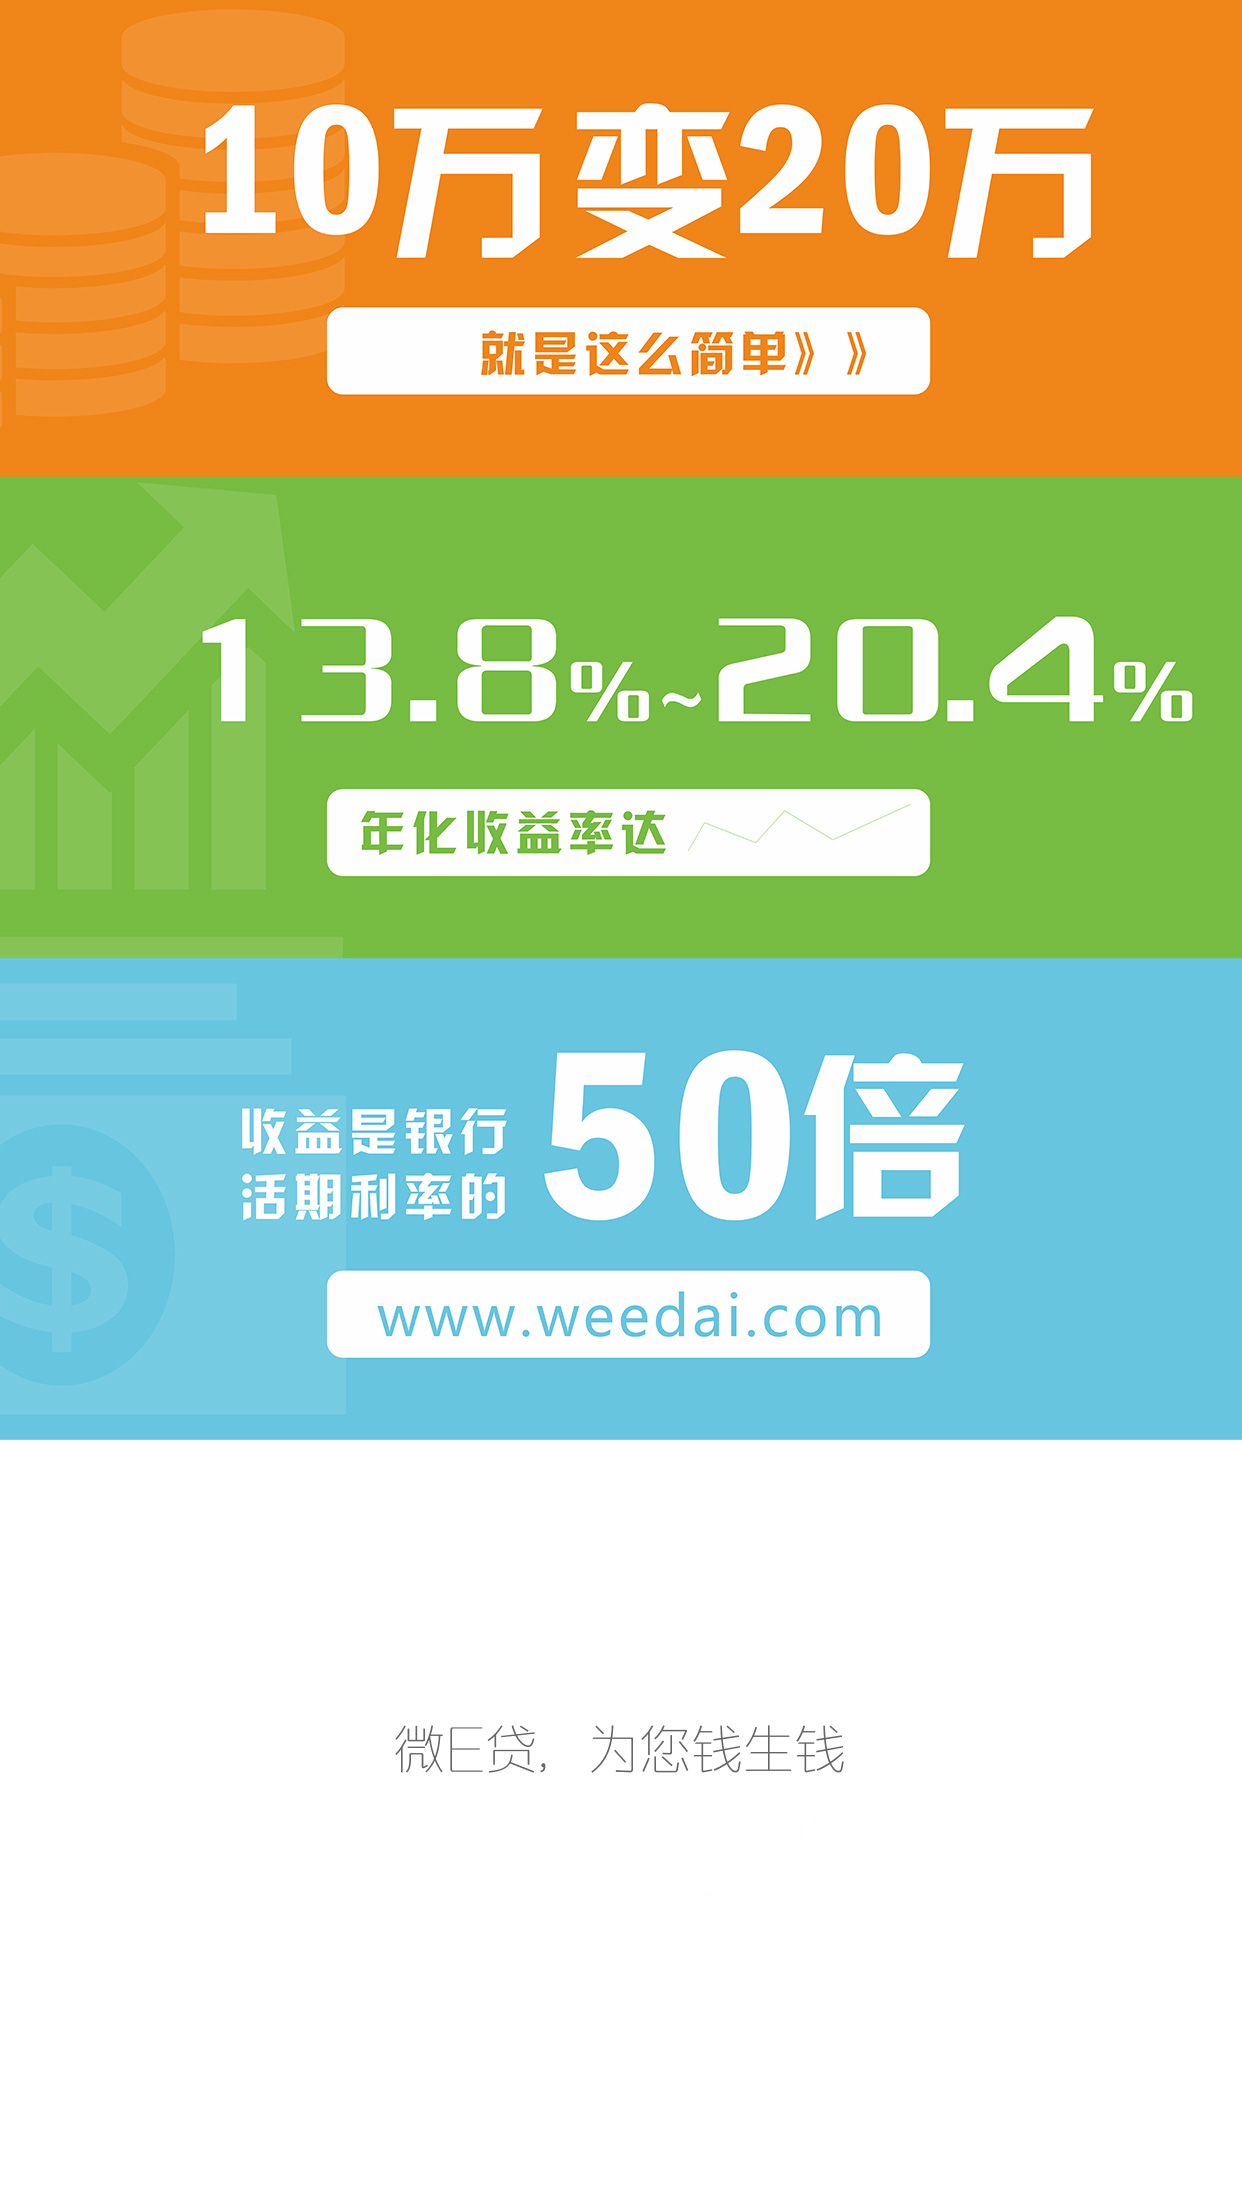 10万变20万
就是这么简单》》
13.8%~20.4%
年化收益率达
收益是银行
活期利率的
50倍
www.weedai.com
微E贷，为您钱生钱